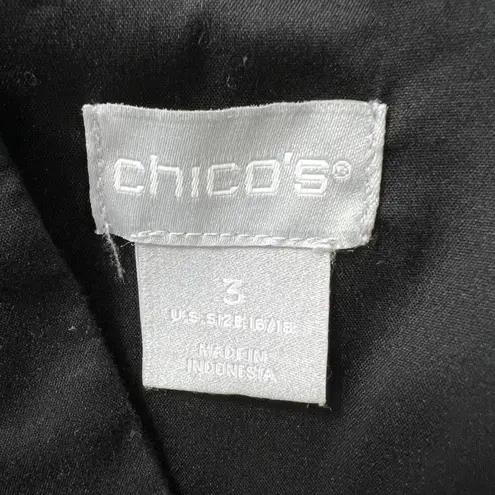 chico's®
3
U.S. SIZE:16/18
MADE IN
INDONESIA